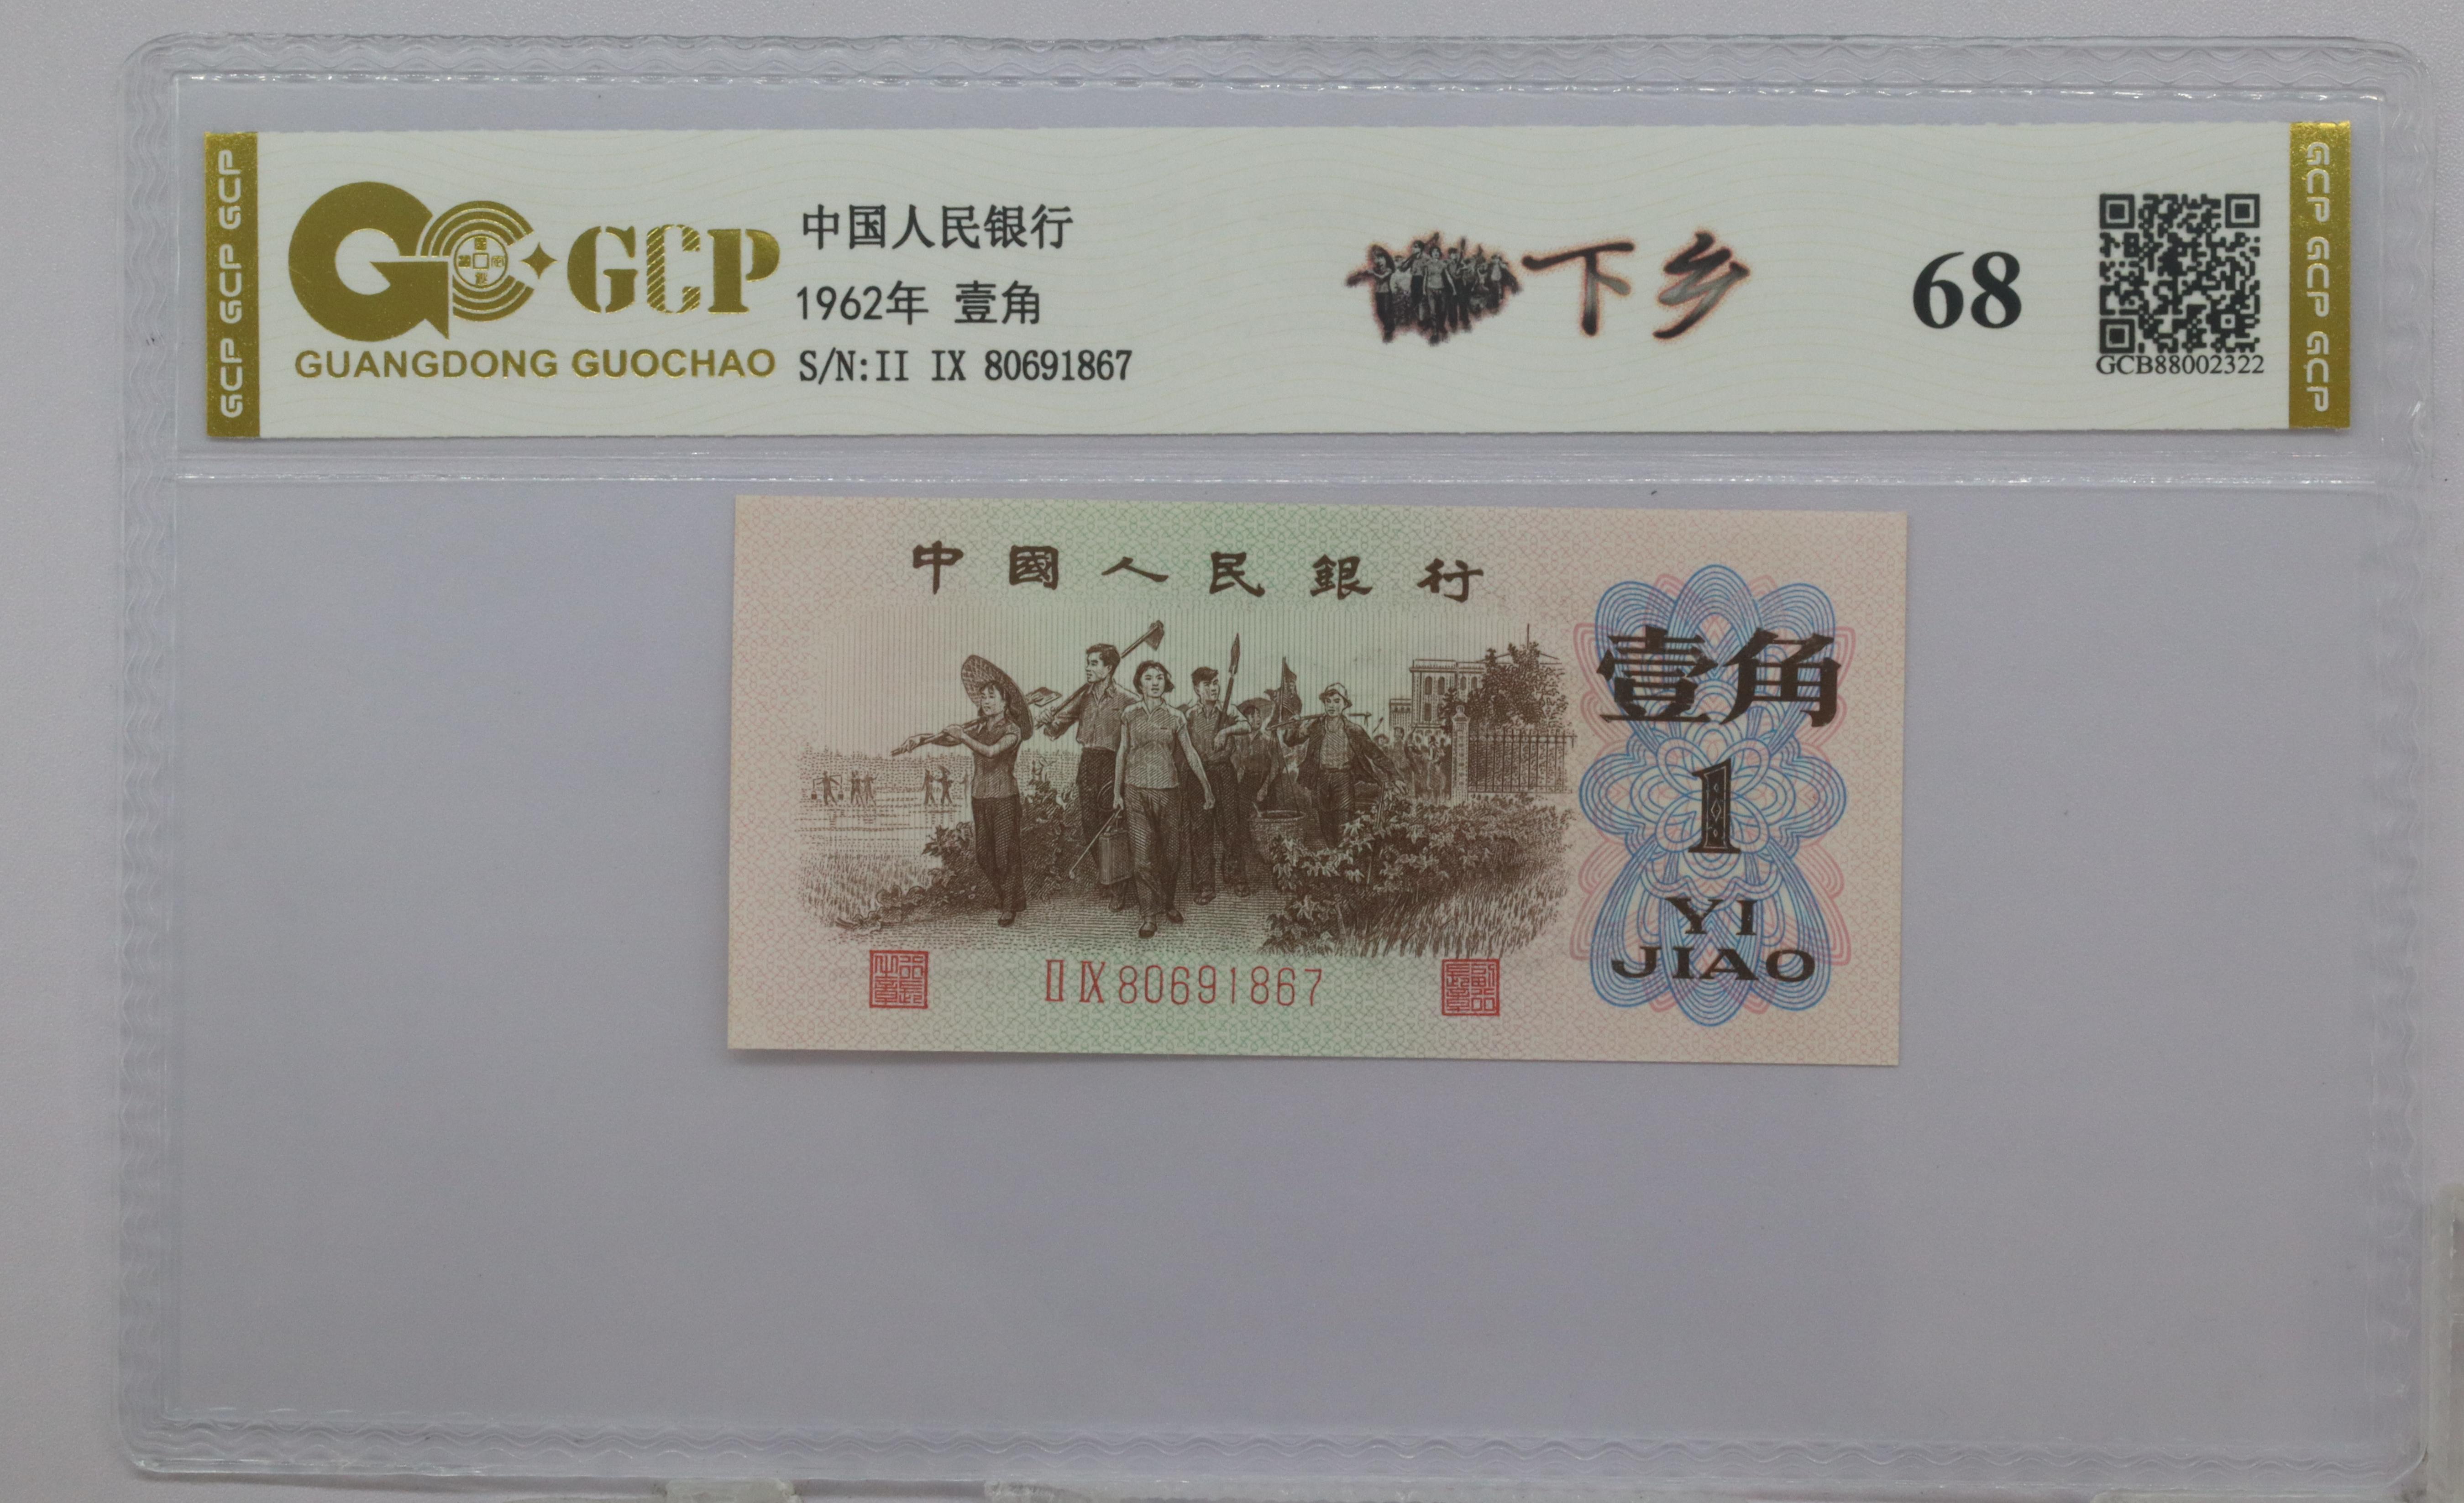 GCP GCP GCP
GCP
GUANGDONG GUOCHAO
中国人民银行
1962年 壹角
S/N:II IX 80691867
下乡
68
GCB88002322
GCP GCP GCP
中國人民銀行
壹角
1
YI
JIAO
II IX 80691867